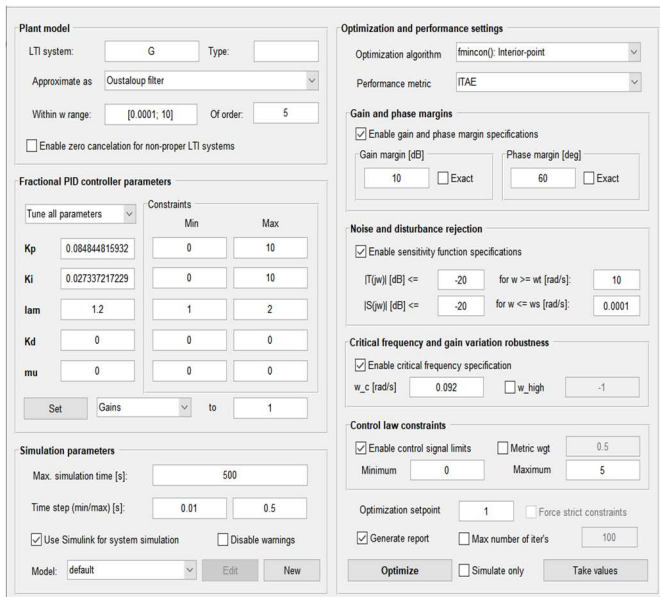 Plant model
LTI system: G Type:
Approximate as Oustaloup filter
Within w range: [0.0001; 10] Of order: 5
Enable zero cancelation for non-proper LTI systems
Fractional PID controller parameters
Tune all parameters Constraints
Min Max
Kp 0.084844815932 0 10
Ki 0.027337217229 0 10
lam 1.2 1 2
Kd 0 0 0
mu 0 0 0
Set Gains to 1
Simulation parameters
Max. simulation time [s]: 500
Time step (min/max) [s]: 0.01 0.5
Use Simulink for system simulation Disable warnings
Model: default Edit New
Optimization and performance settings
Optimization algorithm fmincon(): Interior-point
Performance metric ITAE
Gain and phase margins
Enable gain and phase margin specifications
Gain margin [dB] Phase margin [deg]
10 Exact 60 Exact
Noise and disturbance rejection
Enable sensitivity function specifications
|T(jw)| [dB] <= -20 for w >= wt [rad/s]: 10
|S(jw)| [dB] <= -20 for w <= ws [rad/s]: 0.0001
Critical frequency and gain variation robustness
Enable critical frequency specification
w_c [rad/s] 0.092 w_high -1
Control law constraints
Enable control signal limits Metric wgt 0.5
Minimum 0 Maximum 5
Optimization setpoint 1 Force strict constraints
Generate report Max number of iter's 100
Optimize Simulate only Take values